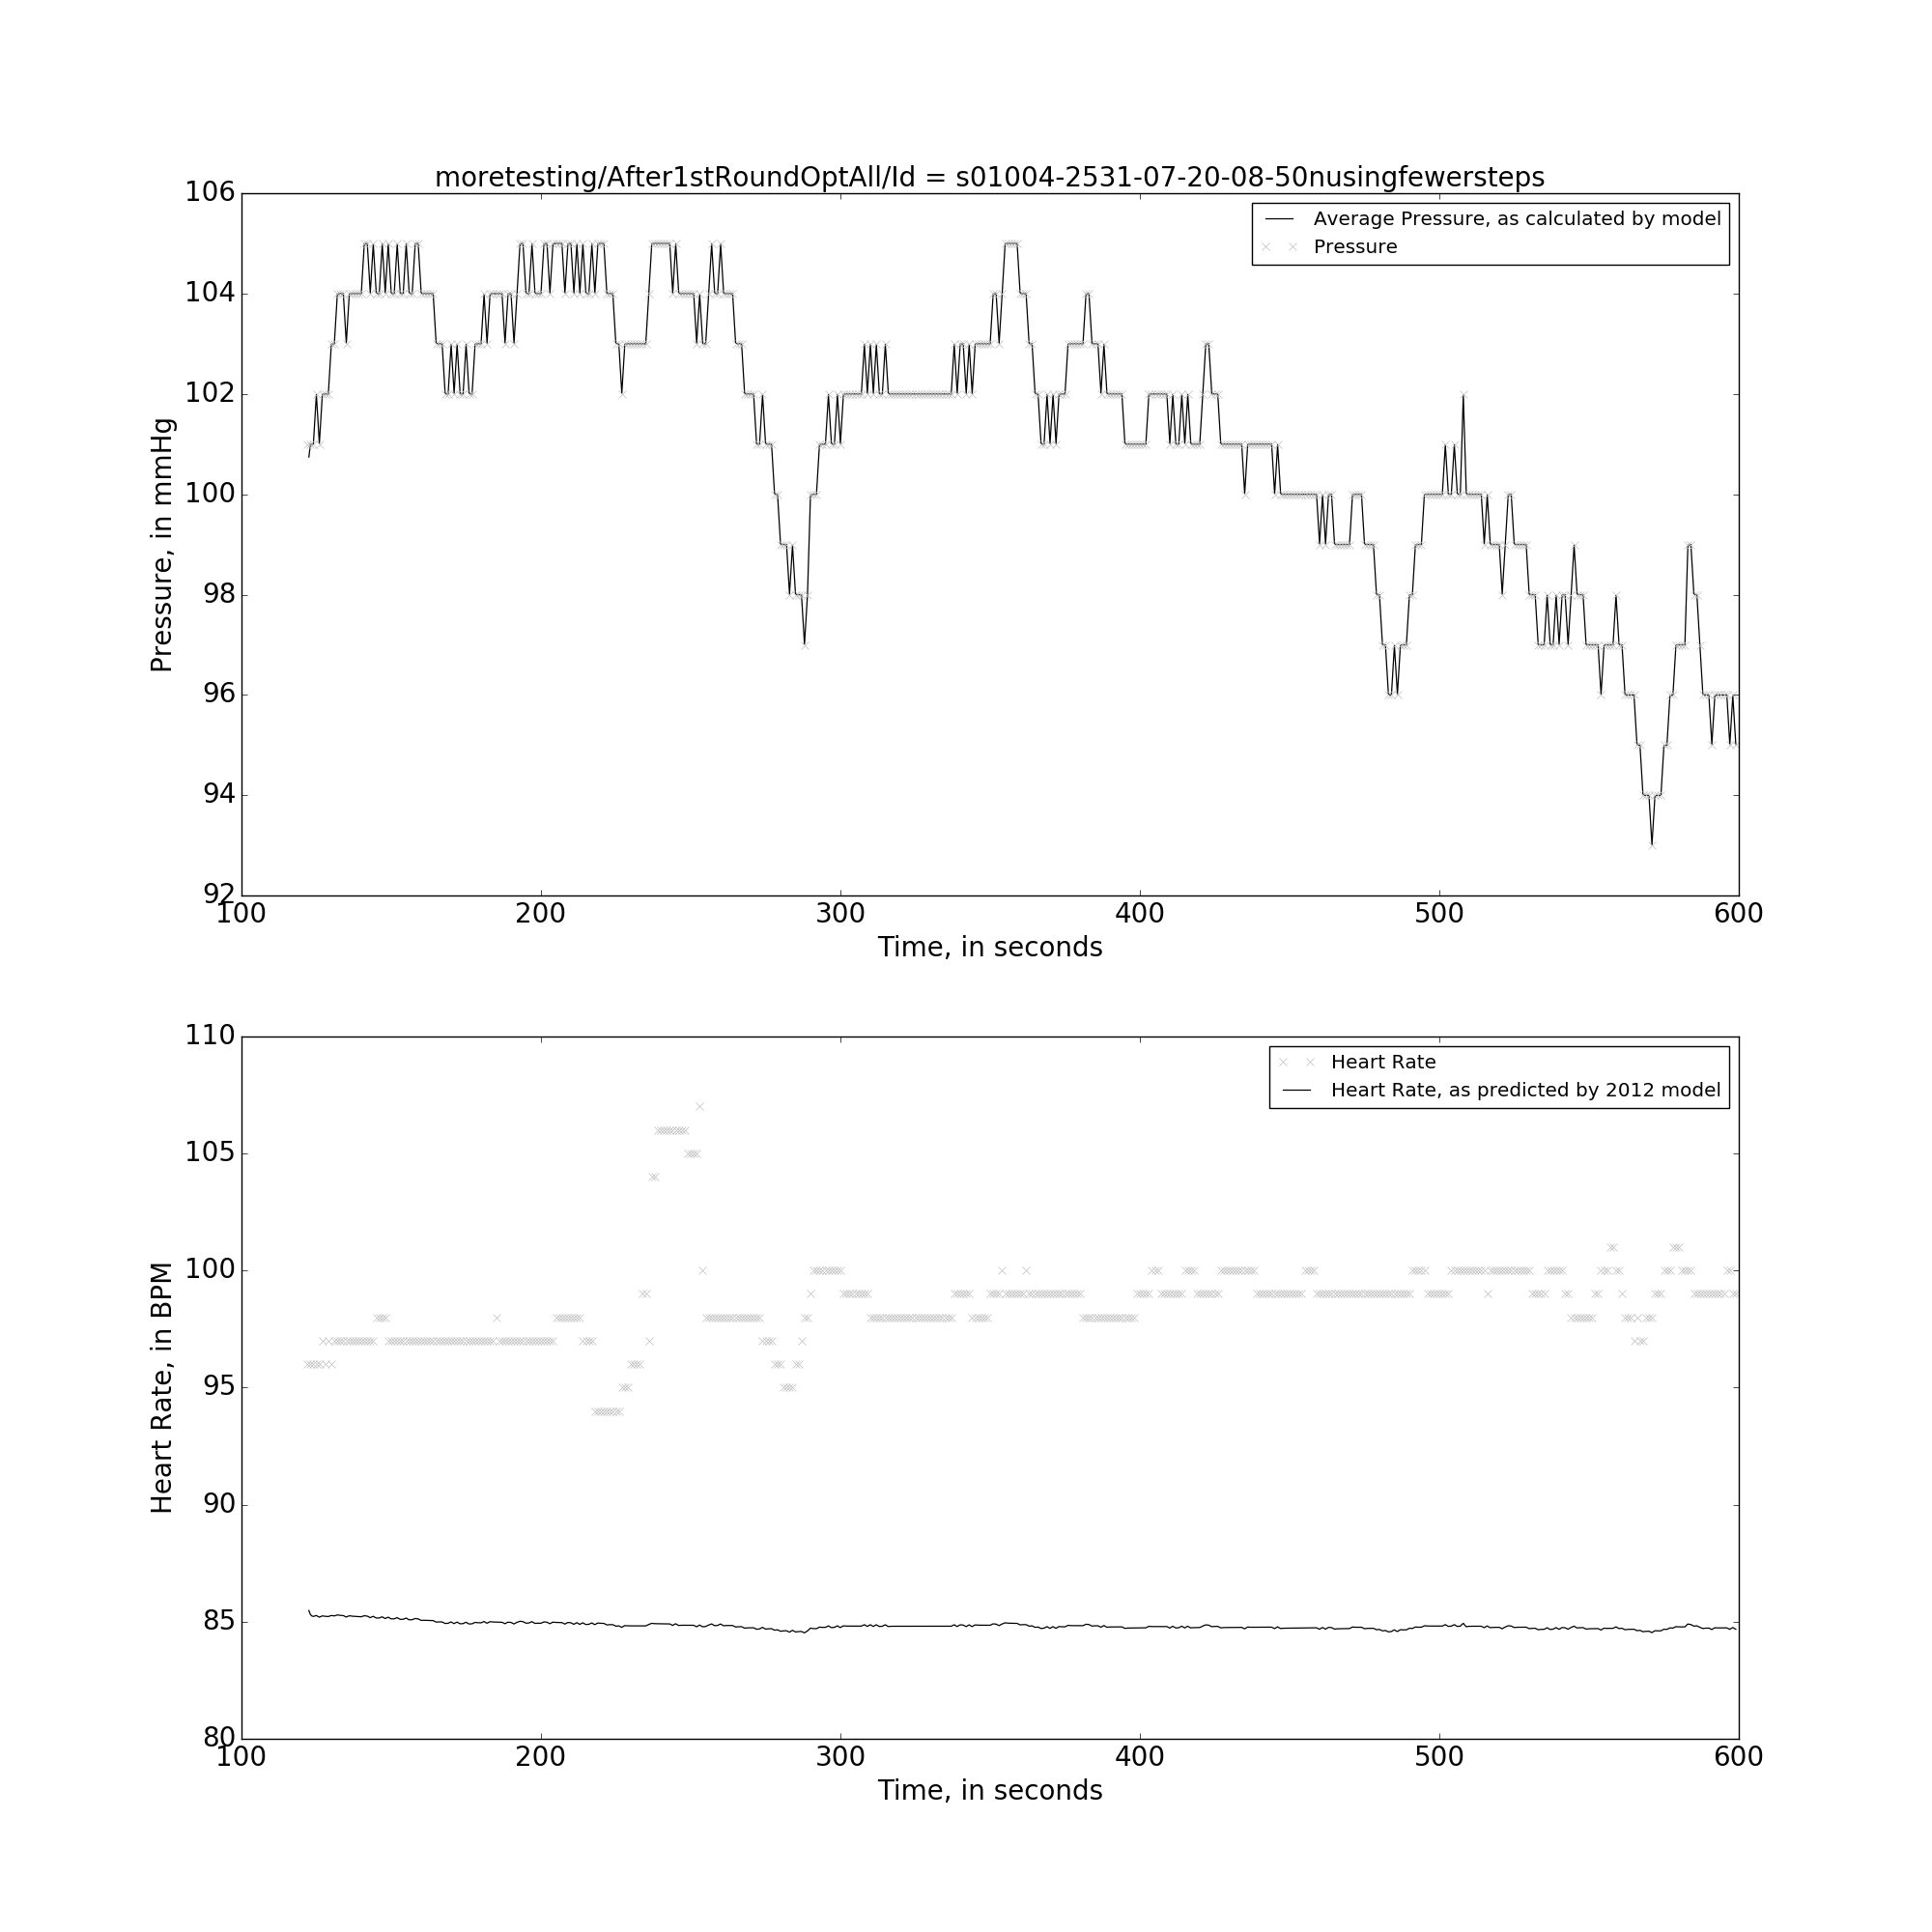 moretesting/After1stRoundOptAll/Id = s01004-2531-07-20-08-50nusingfewersteps
106
104
102
100
98
96
94
92
Pressure, in mmHg
Average Pressure, as calculated by model
Pressure
100 200 300 400 500 600
Time, in seconds
110
105
100
95
90
85
80
Heart Rate, in BPM
Heart Rate
Heart Rate, as predicted by 2012 model
100 200 300 400 500 600
Time, in seconds